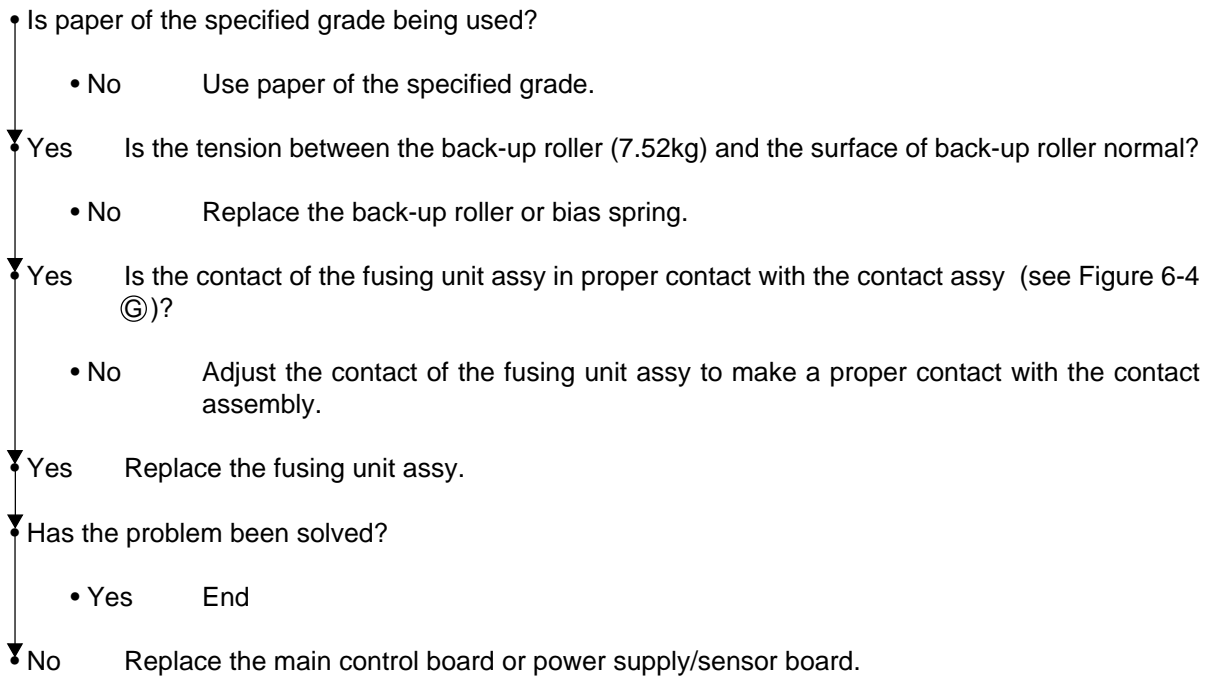 • Is paper of the specified grade being used?
• No Use paper of the specified grade.
• Yes Is the tension between the back-up roller (7.52kg) and the surface of back-up roller normal?
• No Replace the back-up roller or bias spring.
• Yes Is the contact of the fusing unit assy in proper contact with the contact assy (see Figure 6-4
Ⓖ)?
• No Adjust the contact of the fusing unit assy to make a proper contact with the contact
assembly.
• Yes Replace the fusing unit assy.
• Has the problem been solved?
• Yes End
• No Replace the main control board or power supply/sensor board.